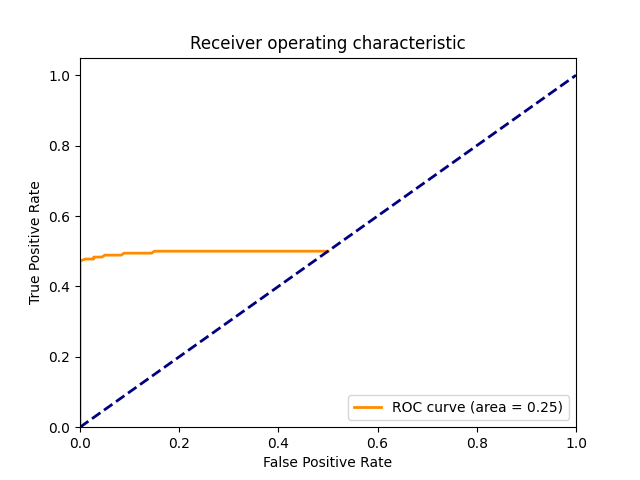 Receiver operating characteristic
True Positive Rate
1.0
0.8
0.6
0.4
0.2
0.0
0.0 0.2 0.4 0.6 0.8 1.0
False Positive Rate
ROC curve (area = 0.25)